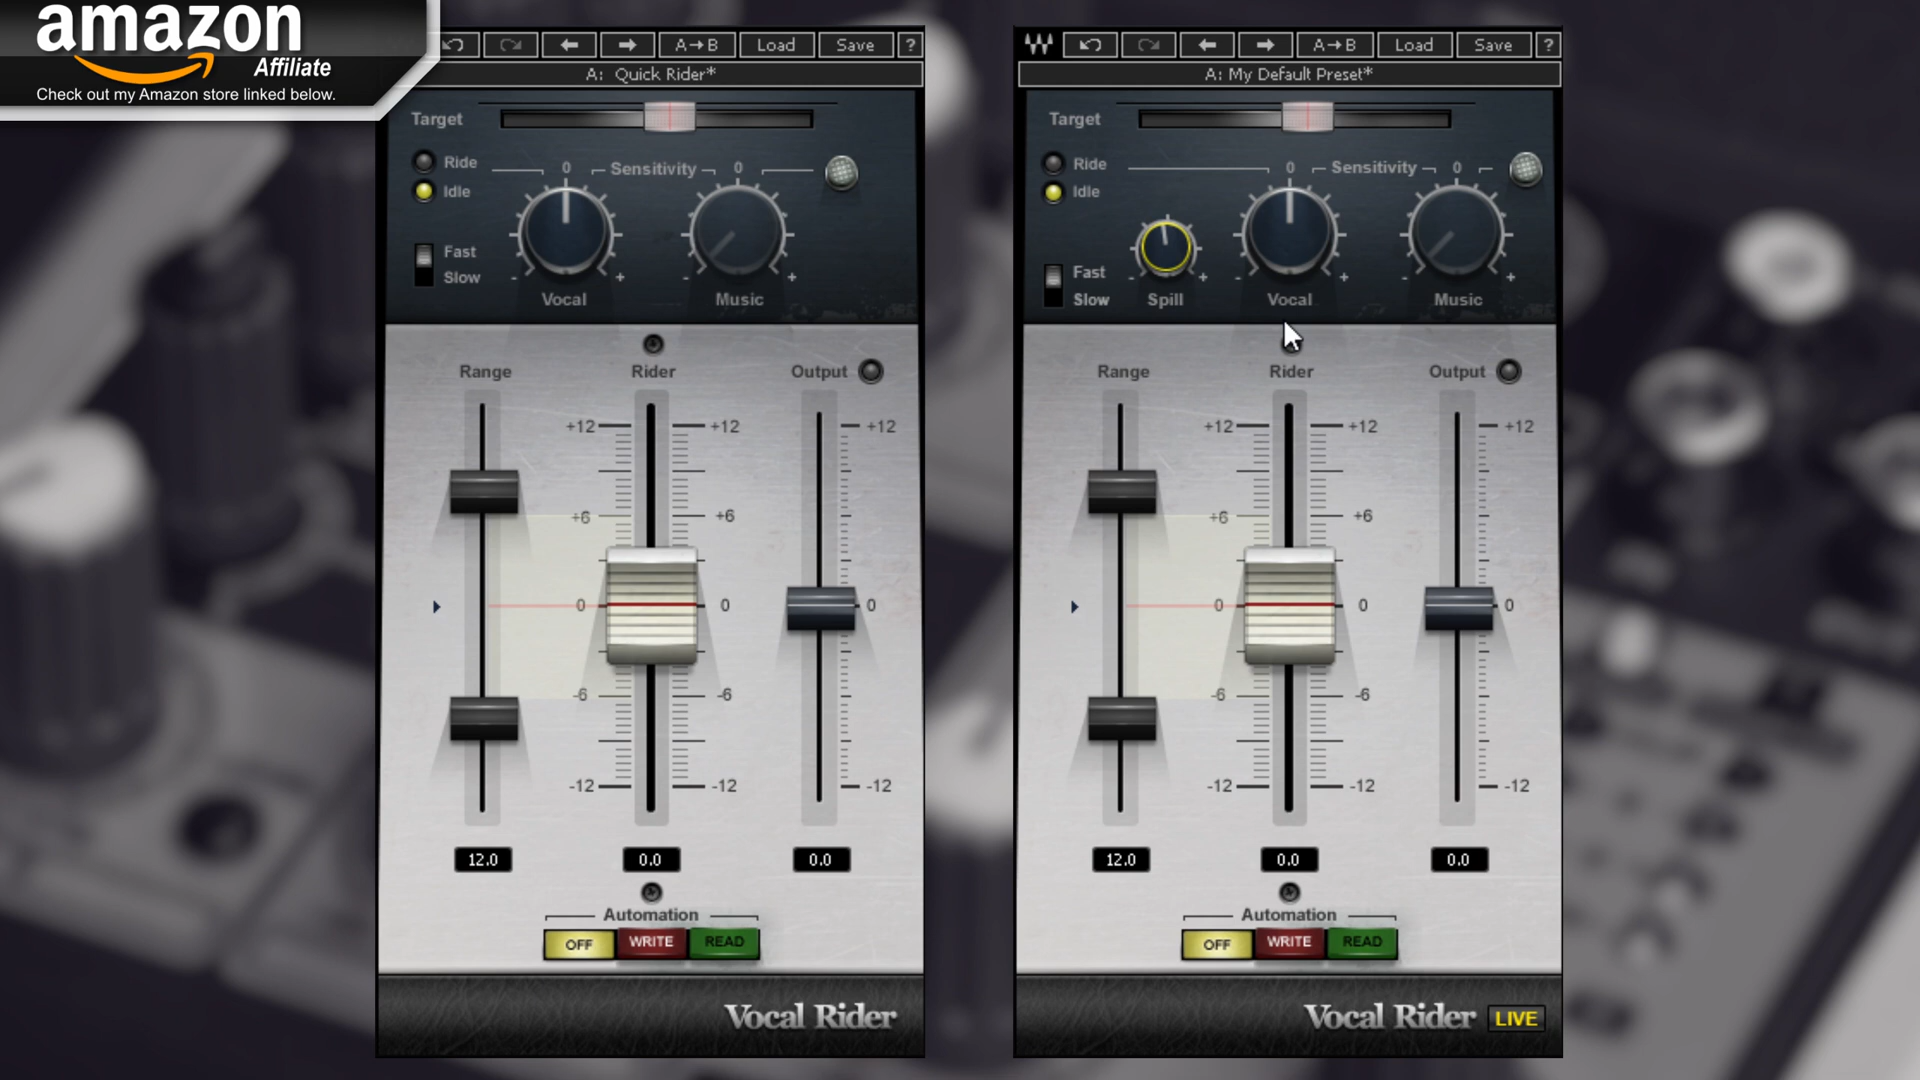 amazon
Affiliate
Check out my Amazon store linked below.
A→B Load Save ?
A: Quick Rider*
Target
Ride
Idle
0 Sensitivity 0
Fast
Slow
- + - +
Vocal Music
Range Rider Output
+12 +12 +12
+6 +6
0 0 0
-6 -6
-12 -12 -12
12.0 0.0 0.0
Automation
OFF WRITE READ
Vocal Rider
A→B Load Save ?
A: My Default Preset*
Target
Ride
Idle
0 Sensitivity 0
Fast
Slow
- + - + - +
Spill Vocal Music
Range Rider Output
+12 +12 +12
+6 +6
0 0 0
-6 -6
-12 -12 -12
12.0 0.0 0.0
Automation
OFF WRITE READ
Vocal Rider LIVE